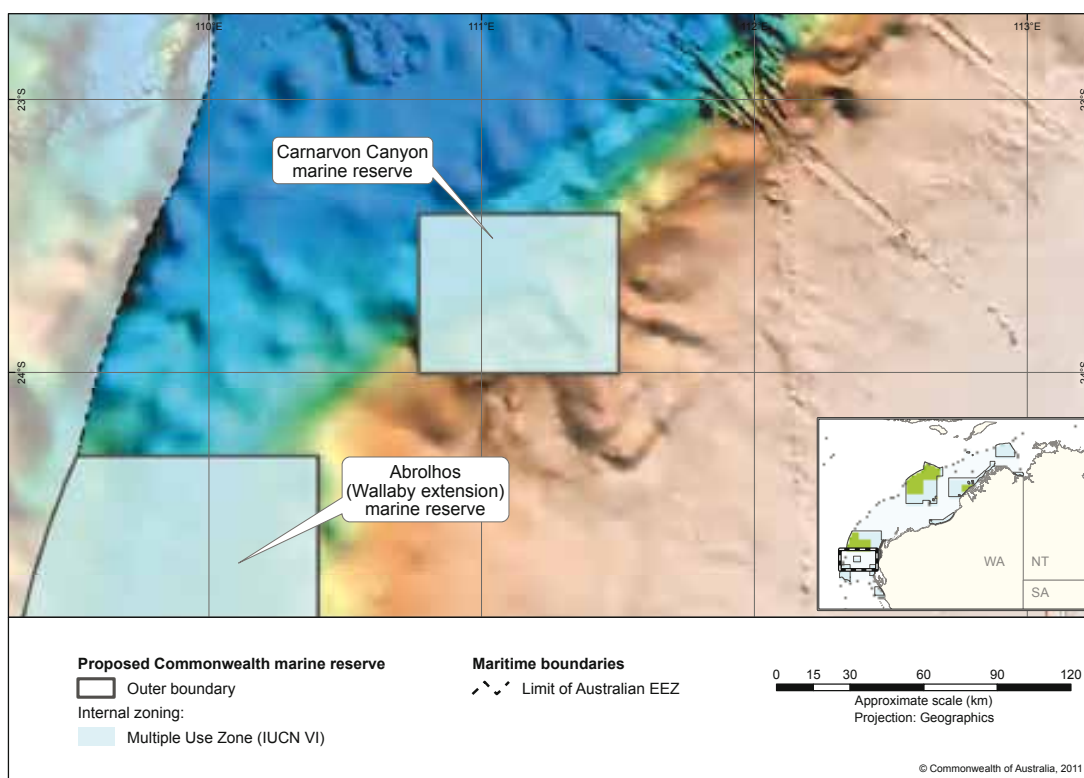 110°E
111°E
112°E
113°E
23°S
23°S
Carnarvon Canyon
marine reserve
24°S
24°S
Abrolhos
(Wallaby extension)
marine reserve
WA
NT
SA
Proposed Commonwealth marine reserve
Outer boundary
Internal zoning:
Multiple Use Zone (IUCN VI)
Maritime boundaries
Limit of Australian EEZ
0 15 30 60 90 120
Approximate scale (km)
Projection: Geographics
© Commonwealth of Australia, 2011